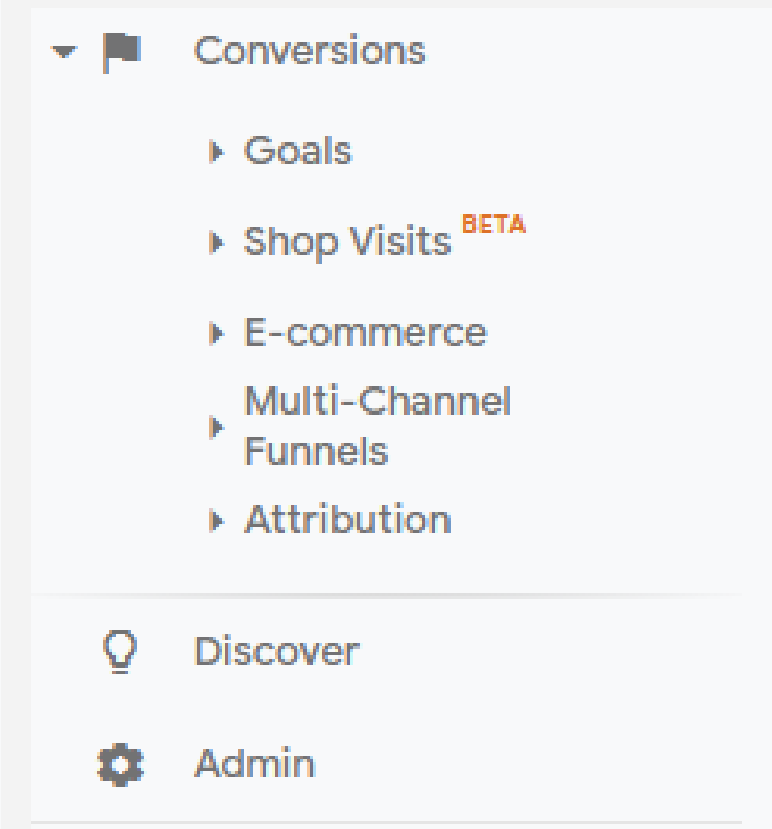 Conversions
Goals
Shop Visits BETA
E-commerce
Multi-Channel
Funnels
Attribution
Discover
Admin